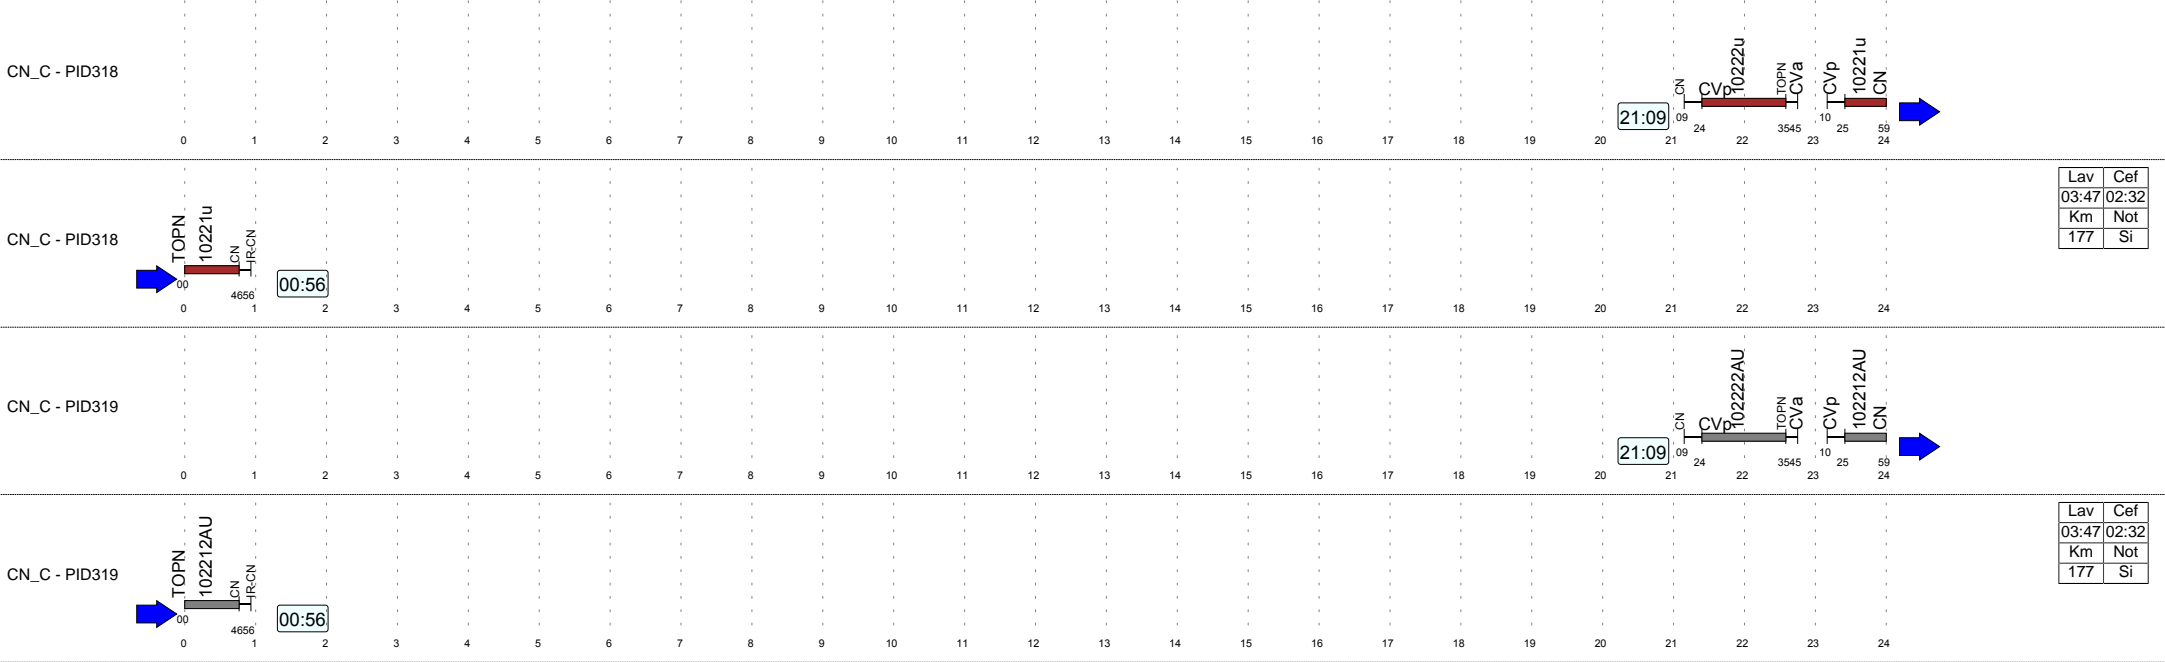 CN_C - PID318
21:09
CN
CVp
10222u
TOPN
CVa
CVp
10221u
CN
09
24
3545
10
25
59
0 1 2 3 4 5 6 7 8 9 10 11 12 13 14 15 16 17 18 19 20 21 22 23 24
CN_C - PID318
TOPN
10221u
CN
IR-CN
00
4656
00:56
Lav Cef
03:47 02:32
Km Not
177 Si
0 1 2 3 4 5 6 7 8 9 10 11 12 13 14 15 16 17 18 19 20 21 22 23 24
CN_C - PID319
21:09
CN
CVp
102222AU
TOPN
CVa
CVp
102212AU
CN
09
24
3545
10
25
59
0 1 2 3 4 5 6 7 8 9 10 11 12 13 14 15 16 17 18 19 20 21 22 23 24
CN_C - PID319
TOPN
102212AU
CN
IR-CN
00
4656
00:56
Lav Cef
03:47 02:32
Km Not
177 Si
0 1 2 3 4 5 6 7 8 9 10 11 12 13 14 15 16 17 18 19 20 21 22 23 24